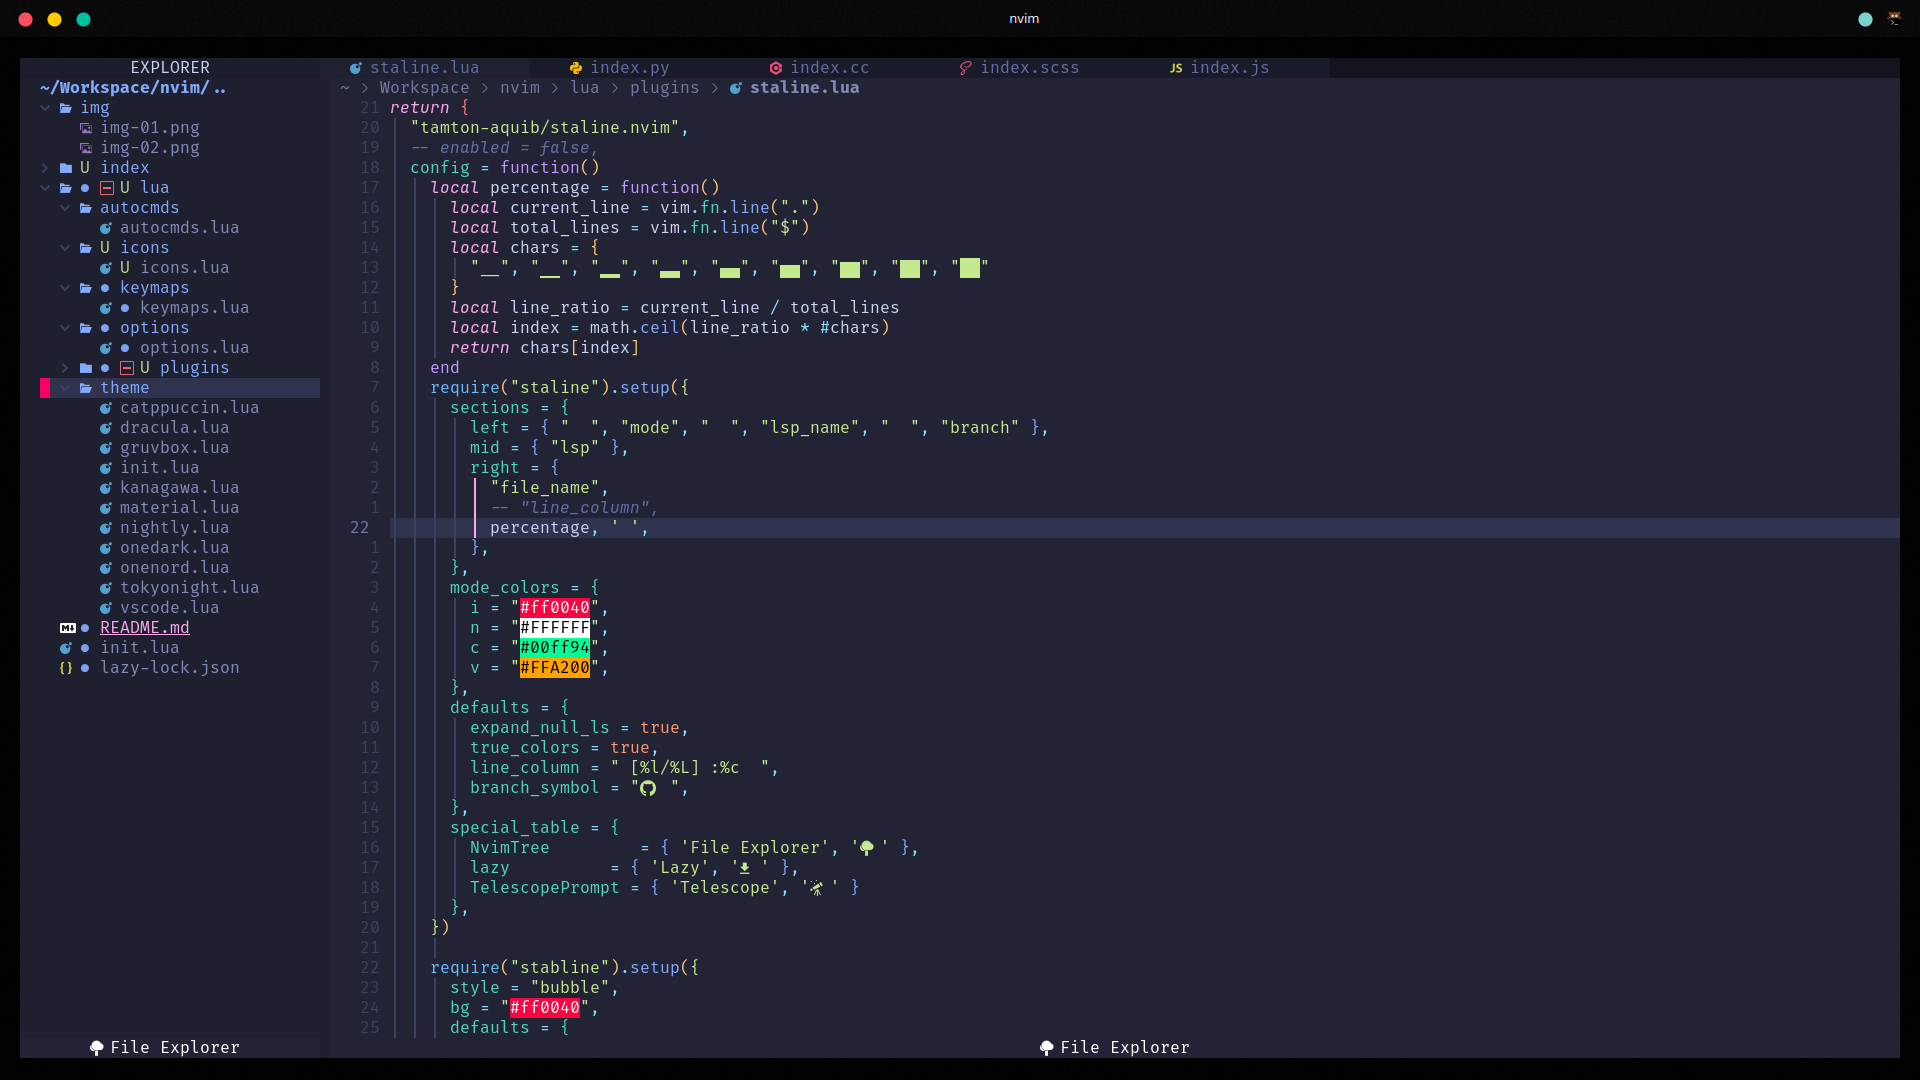 nvim
EXPLORER
staline.lua index.py index.cc index.scss JS index.js
~/Workspace/nvim/..
~ > Workspace > nvim > lua > plugins > staline.lua
img
img-01.png
img-02.png
U index
U lua
autocmds
autocmds.lua
U icons
U icons.lua
keymaps
keymaps.lua
options
options.lua
U plugins
theme
catppuccin.lua
dracula.lua
gruvbox.lua
init.lua
kanagawa.lua
material.lua
nightly.lua
onedark.lua
onenord.lua
tokyonight.lua
vscode.lua
README.md
init.lua
{} lazy-lock.json
File Explorer
21 return {
20 "tamton-aquib/staline.nvim",
19 -- enabled = false,
18 config = function()
17 local percentage = function()
16 local current_line = vim.fn.line(".")
15 local total_lines = vim.fn.line("$")
14 local chars = {
13 "__", "▁▁", "▂▂", "▃▃", "▄▄", "▅▅", "▆▆", "▇▇", "██"
12 }
11 local line_ratio = current_line / total_lines
10 local index = math.ceil(line_ratio * #chars)
9 return chars[index]
8 end
7 require("staline").setup({
6 sections = {
5 left = { "  ", "mode", "  ", "lsp_name", "  ", "branch" },
4 mid = { "lsp" },
3 right = {
2 "file_name",
1 -- "line_column",
22 percentage, ' ',
1 },
2 },
3 mode_colors = {
4 i = "#ff0040",
5 n = "#FFFFFF",
6 c = "#00ff94",
7 v = "#FFA200",
8 },
9 defaults = {
10 expand_null_ls = true,
11 true_colors = true,
12 line_column = " [%l/%L] :%c  ",
13 branch_symbol = " ",
14 },
15 special_table = {
16 NvimTree = { 'File Explorer', ' ' },
17 lazy = { 'Lazy', ' ' },
18 TelescopePrompt = { 'Telescope', ' ' }
19 },
20 })
21
22 require("stabline").setup({
23 style = "bubble",
24 bg = "#ff0040",
25 defaults = {
File Explorer